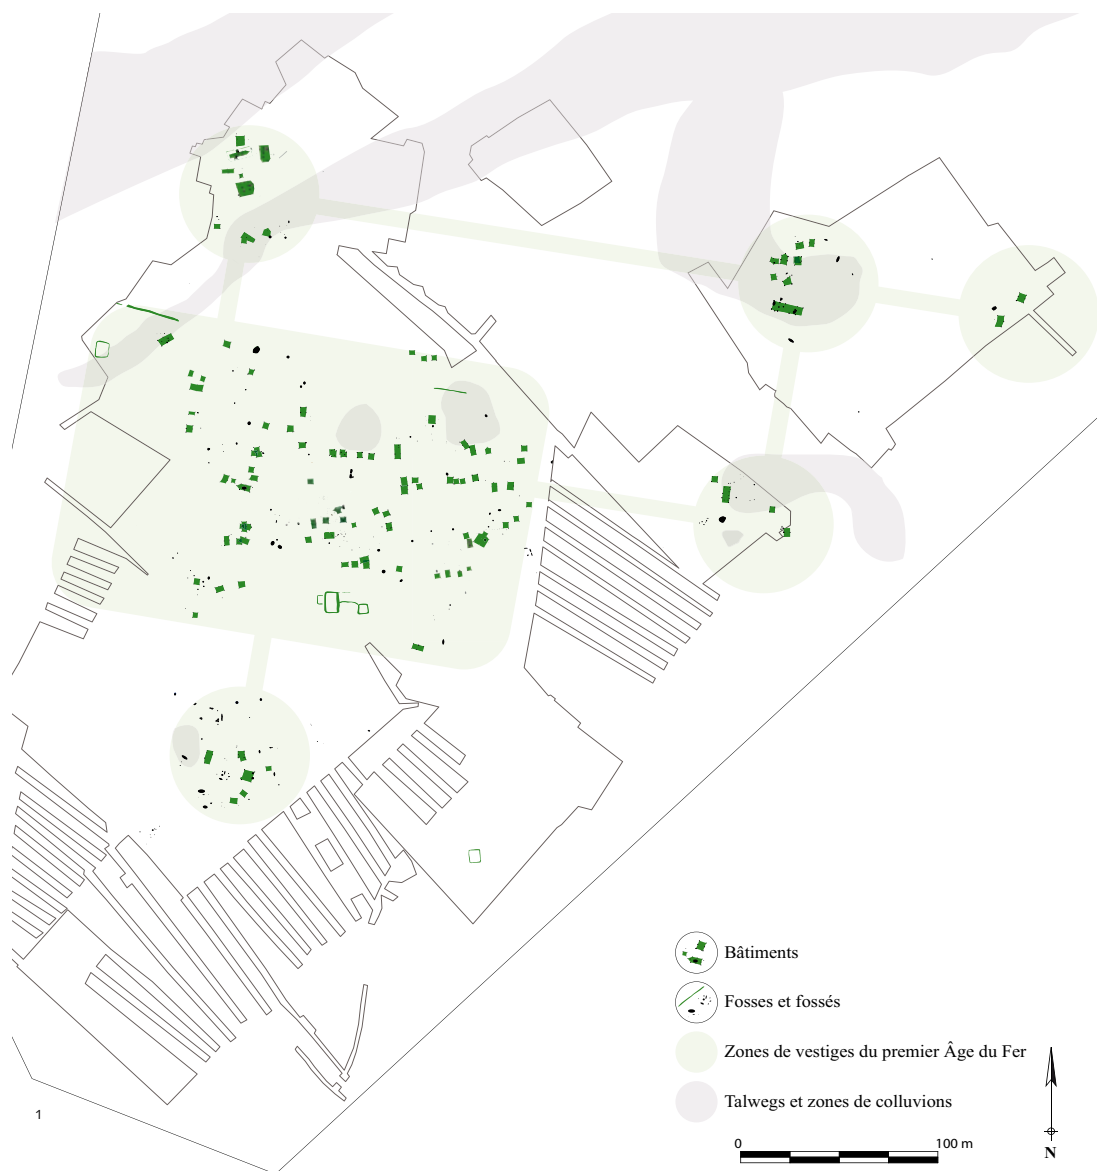 Bâtiments
Fosses et fossés
Zones de vestiges du premier Âge du Fer
Talwegs et zones de colluvions
1
0 100 m
N